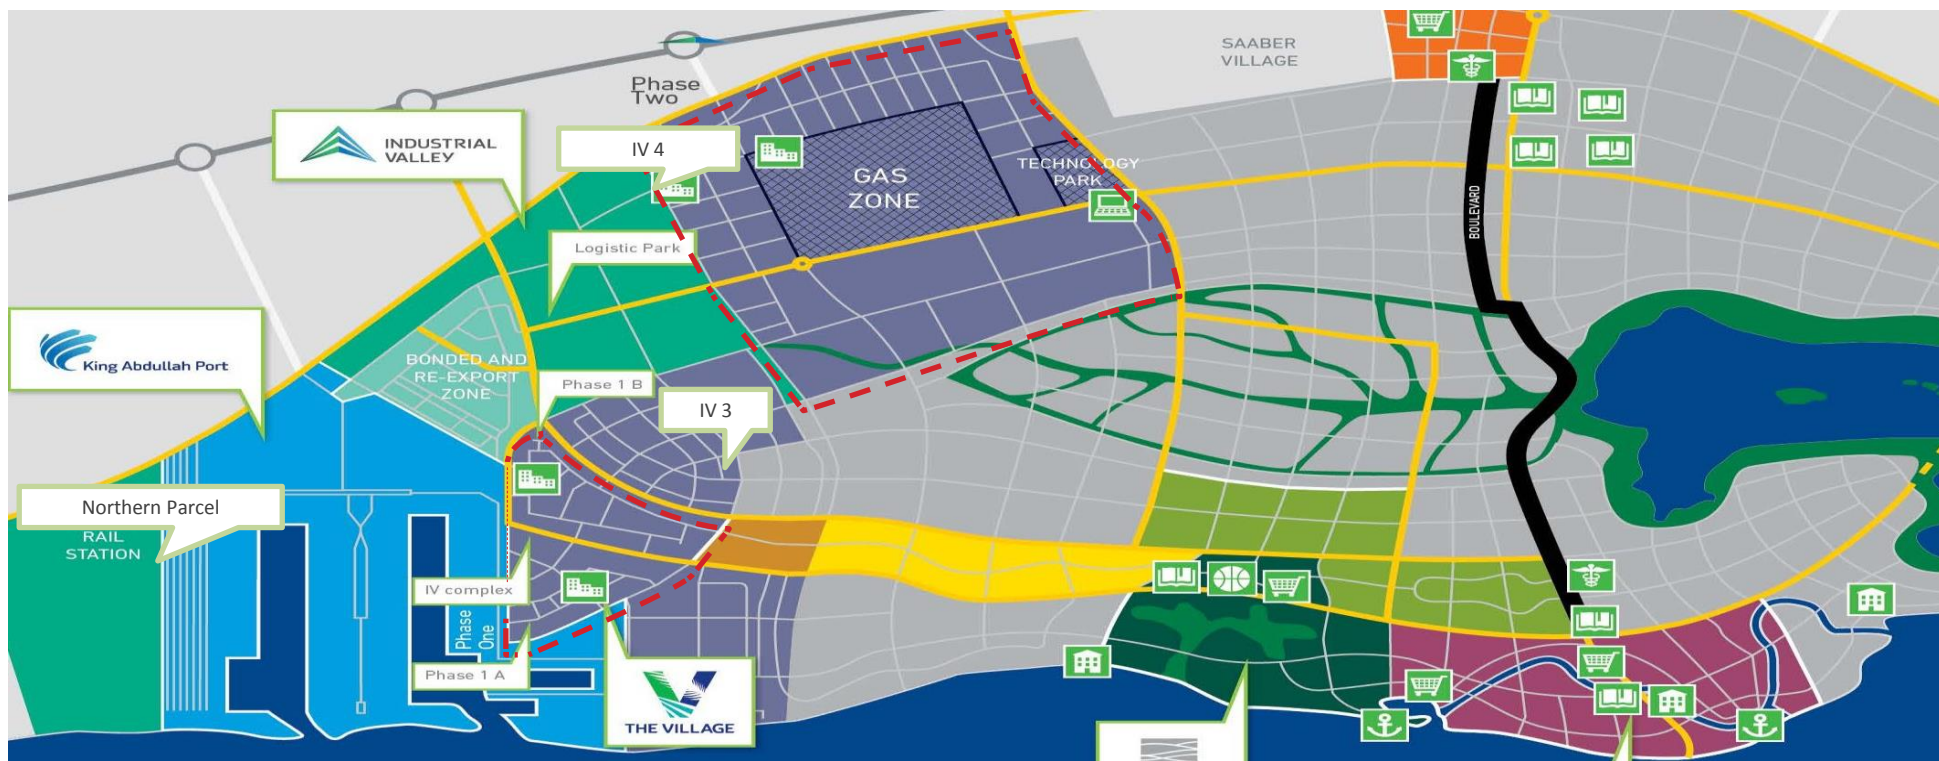 SAABER
VILLAGE
Phase
Two
INDUSTRIAL
VALLEY
IV 4
GAS
ZONE
TECHNOLOGY
PARK
BOULEVARD
Logistic Park
King Abdullah Port
BONDED AND
RE-EXPORT
ZONE
Phase 1 B
IV 3
Northern Parcel
RAIL
STATION
IV complex
Phase
One
Phase 1 A
THE VILLAGE